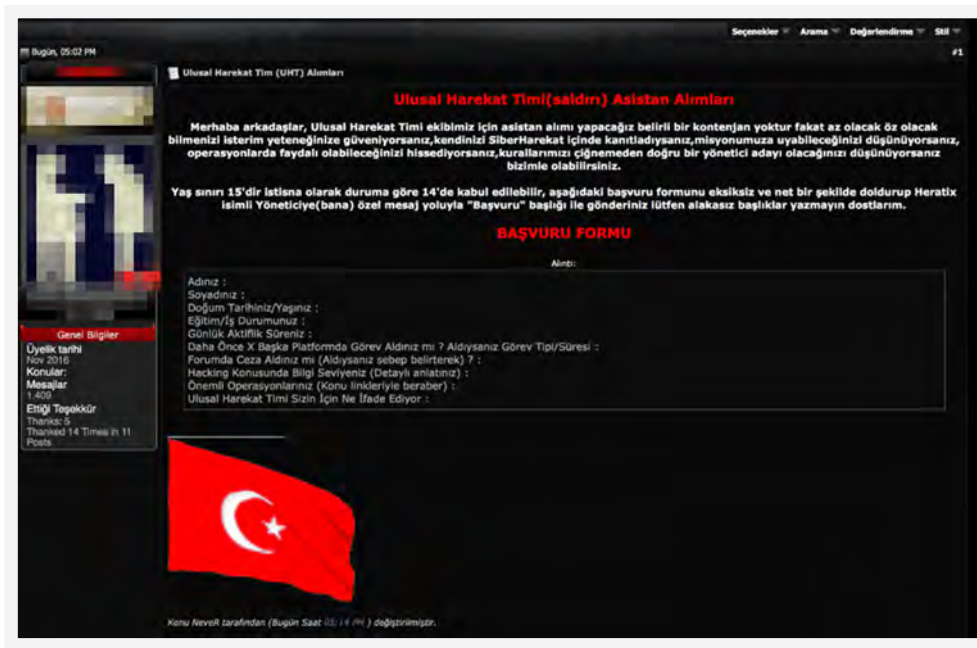 Seçenekler Arama Değerlendirme Stil
Bugün, 05:02 PM
#1
Ulusal Harekat Tim (UHT) Alımları
Ulusal Harekat Timi(saldırı) Asistan Alımları
Merhaba arkadaşlar, Ulusal Harekat Timi ekibimiz için asistan alımı yapacağız belirli bir kontenjan yoktur fakat az olacak öz olacak
bilmenizi isterim yeteneğinize güveniyorsanız,kendinizi SiberHarekat içinde kanıtladıysanız,misyonumuza uyabileceğinizi düşünüyorsanız,
operasyonlarda faydalı olabileceğinizi hissediyorsanız,kurallarımızı çiğnemeden doğru bir yönetici adayı olacağınızı düşünüyorsanız
bizimle olabilirsiniz.
Yaş sınırı 15'dir istisna olarak duruma göre 14'de kabul edilebilir, aşağıdaki başvuru formunu eksiksiz ve net bir şekilde doldurup Heratix
isimli Yöneticiye(bana) özel mesaj yoluyla "Başvuru" başlığı ile gönderiniz lütfen alakasız başlıklar yazmayın dostlarım.
BAŞVURU FORMU
Alıntı:
Adınız :
Soyadınız :
Doğum Tarihiniz/Yaşınız :
Eğitim/İş Durumunuz :
Günlük Aktiflik Süreniz :
Daha Önce X Başka Platformda Görev Aldınız mı ? Aldıysanız Görev Tipi/Süresi :
Forumda Ceza Aldınız mı (Aldıysanız sebep belirterek) ? :
Hacking Konusunda Bilgi Seviyeniz (Detaylı anlatınız) :
Önemli Operasyonlarınız (Konu linkleriyle beraber) :
Ulusal Harekat Timi Sizin İçin Ne İfade Ediyor :
Genel Bilgiler
Üyelik tarihi
Nov 2016
Konular:
Mesajlar
1.409
Ettiği Teşekkür
Thanks: 5
Thanked 14 Times in 11
Posts
Konu NeveR tarafından (Bugün Saat 05:14 PM ) değiştirilmiştir.